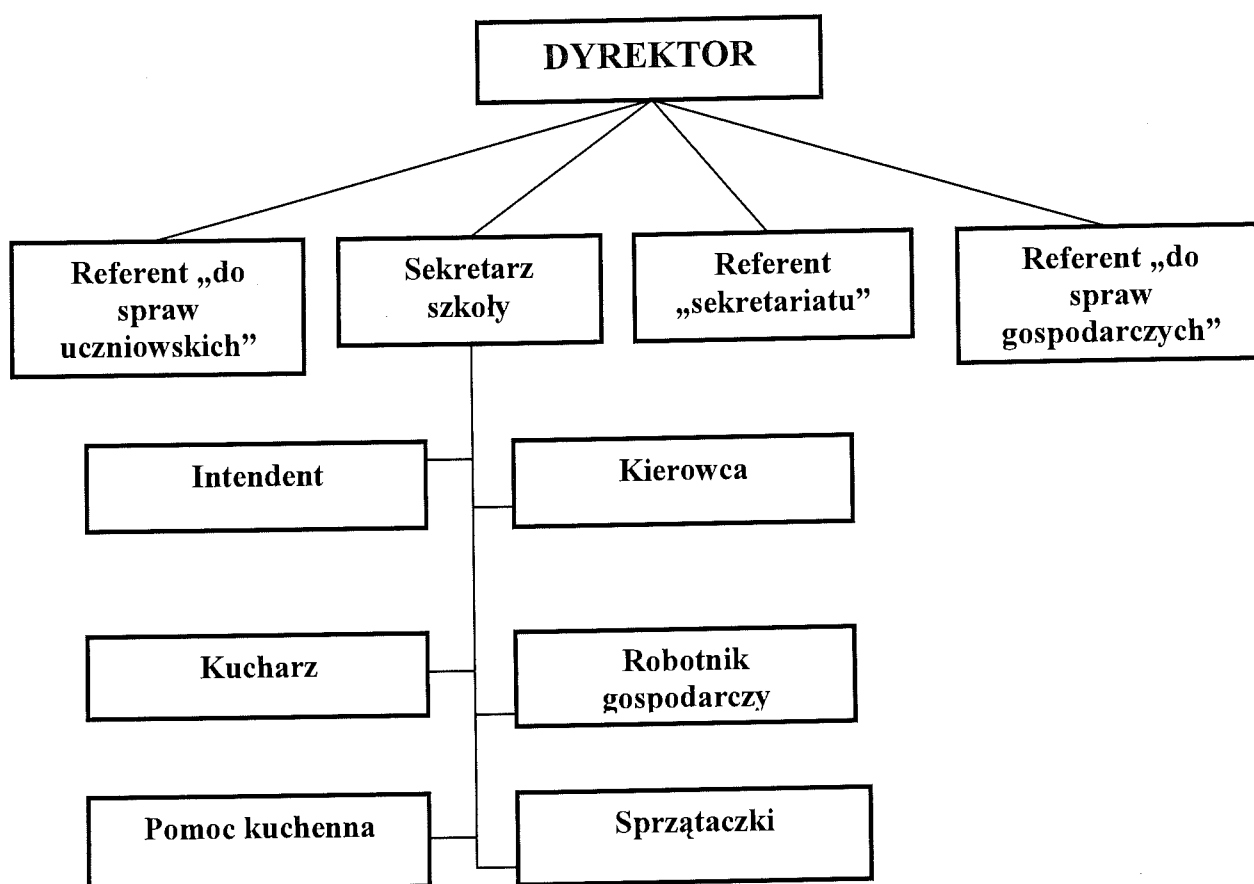 DYREKTOR
Referent „do
spraw
uczniowskich”
Sekretarz
szkoły
Referent
„sekretariatu”
Referent „do
spraw
gospodarczych”
Intendent
Kierowca
Kucharz
Robotnik
gospodarczy
Pomoc kuchenna
Sprzątaczki